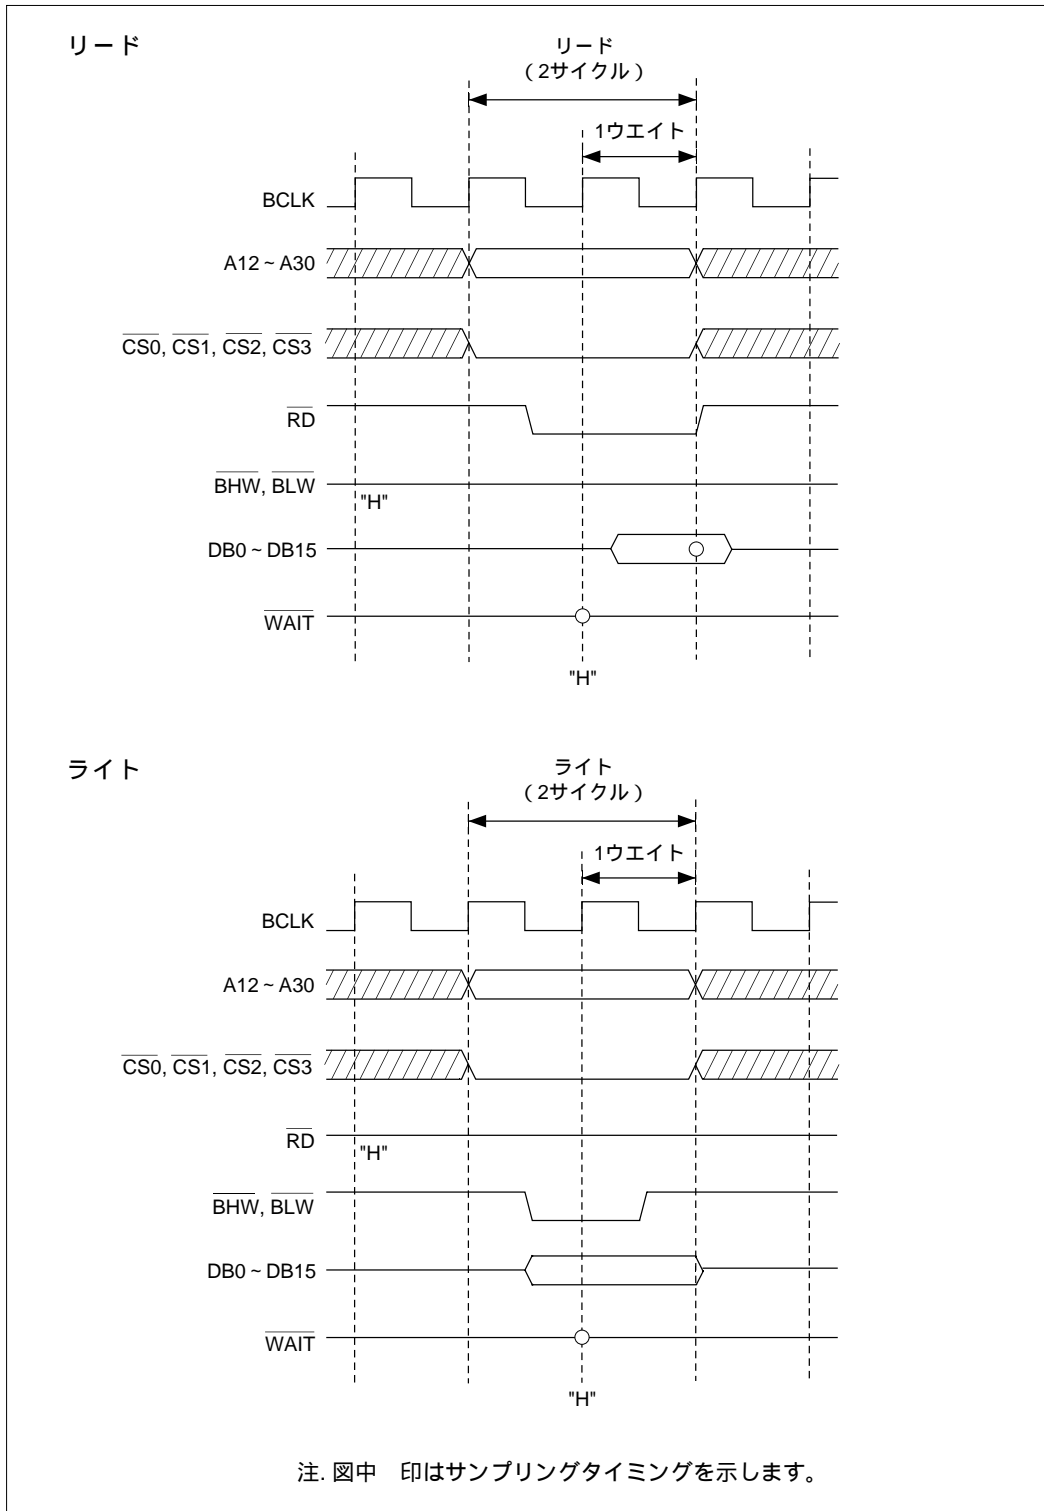 リード
リード
（2サイクル）
1ウエイト
BCLK
A12～A30
CS0, CS1, CS2, CS3
RD
BHW, BLW
"H"
DB0～DB15
WAIT
"H"
ライト
ライト
（2サイクル）
1ウエイト
BCLK
A12～A30
CS0, CS1, CS2, CS3
RD
"H"
BHW, BLW
DB0～DB15
WAIT
"H"
注. 図中　印はサンプリングタイミングを示します。